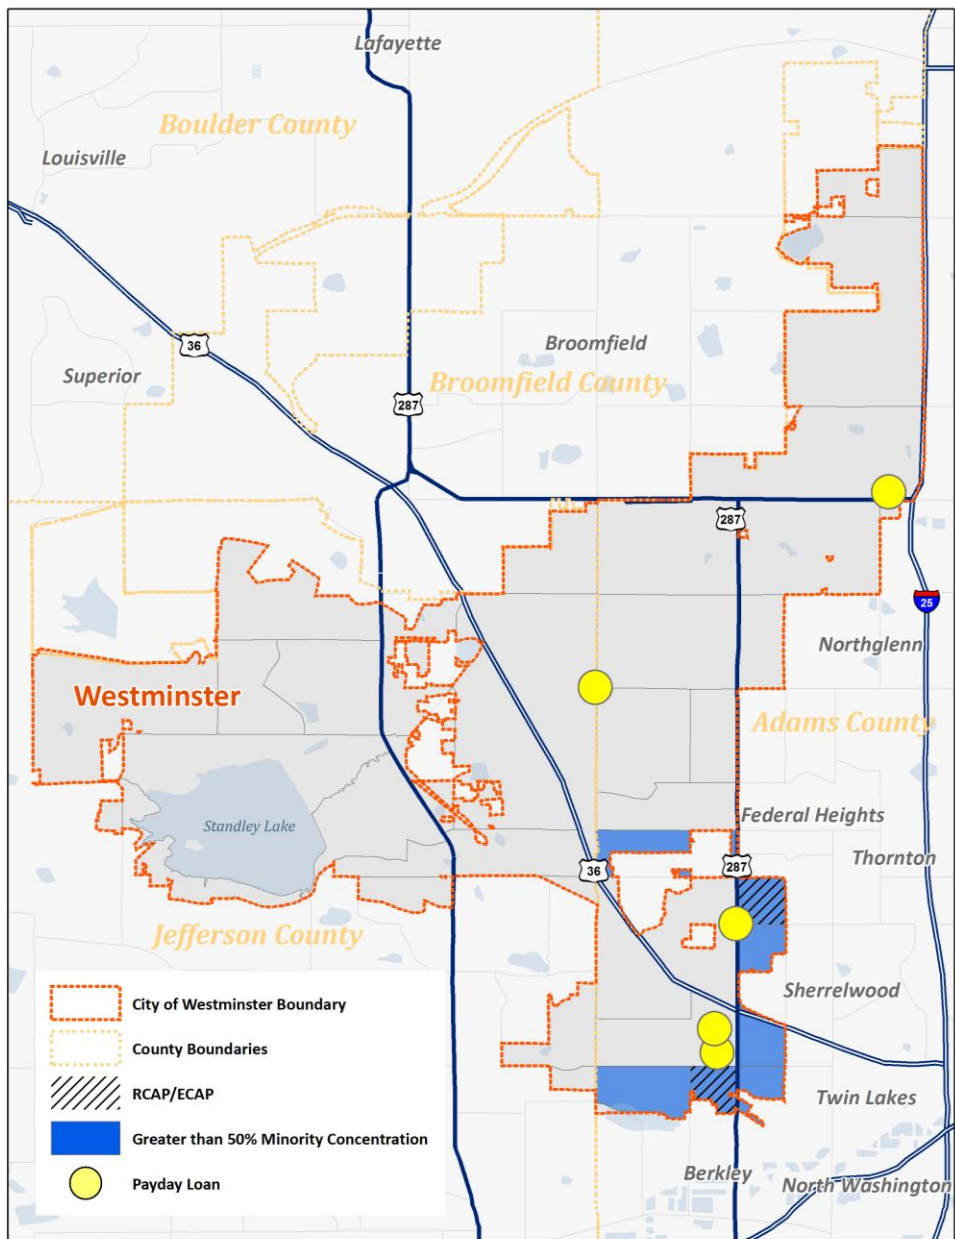 Lafayette
Boulder County
Louisville
36
Broomfield
Superior
Broomfield County
287
287
25
Northglenn
Westminster
Adams County
Federal Heights
Standley Lake
Thornton
36
287
Jefferson County
Sherrelwood
City of Westminster Boundary
County Boundaries
RCAP/ECAP
Twin Lakes
Greater than 50% Minority Concentration
Berkley
Payday Loan
North Washington